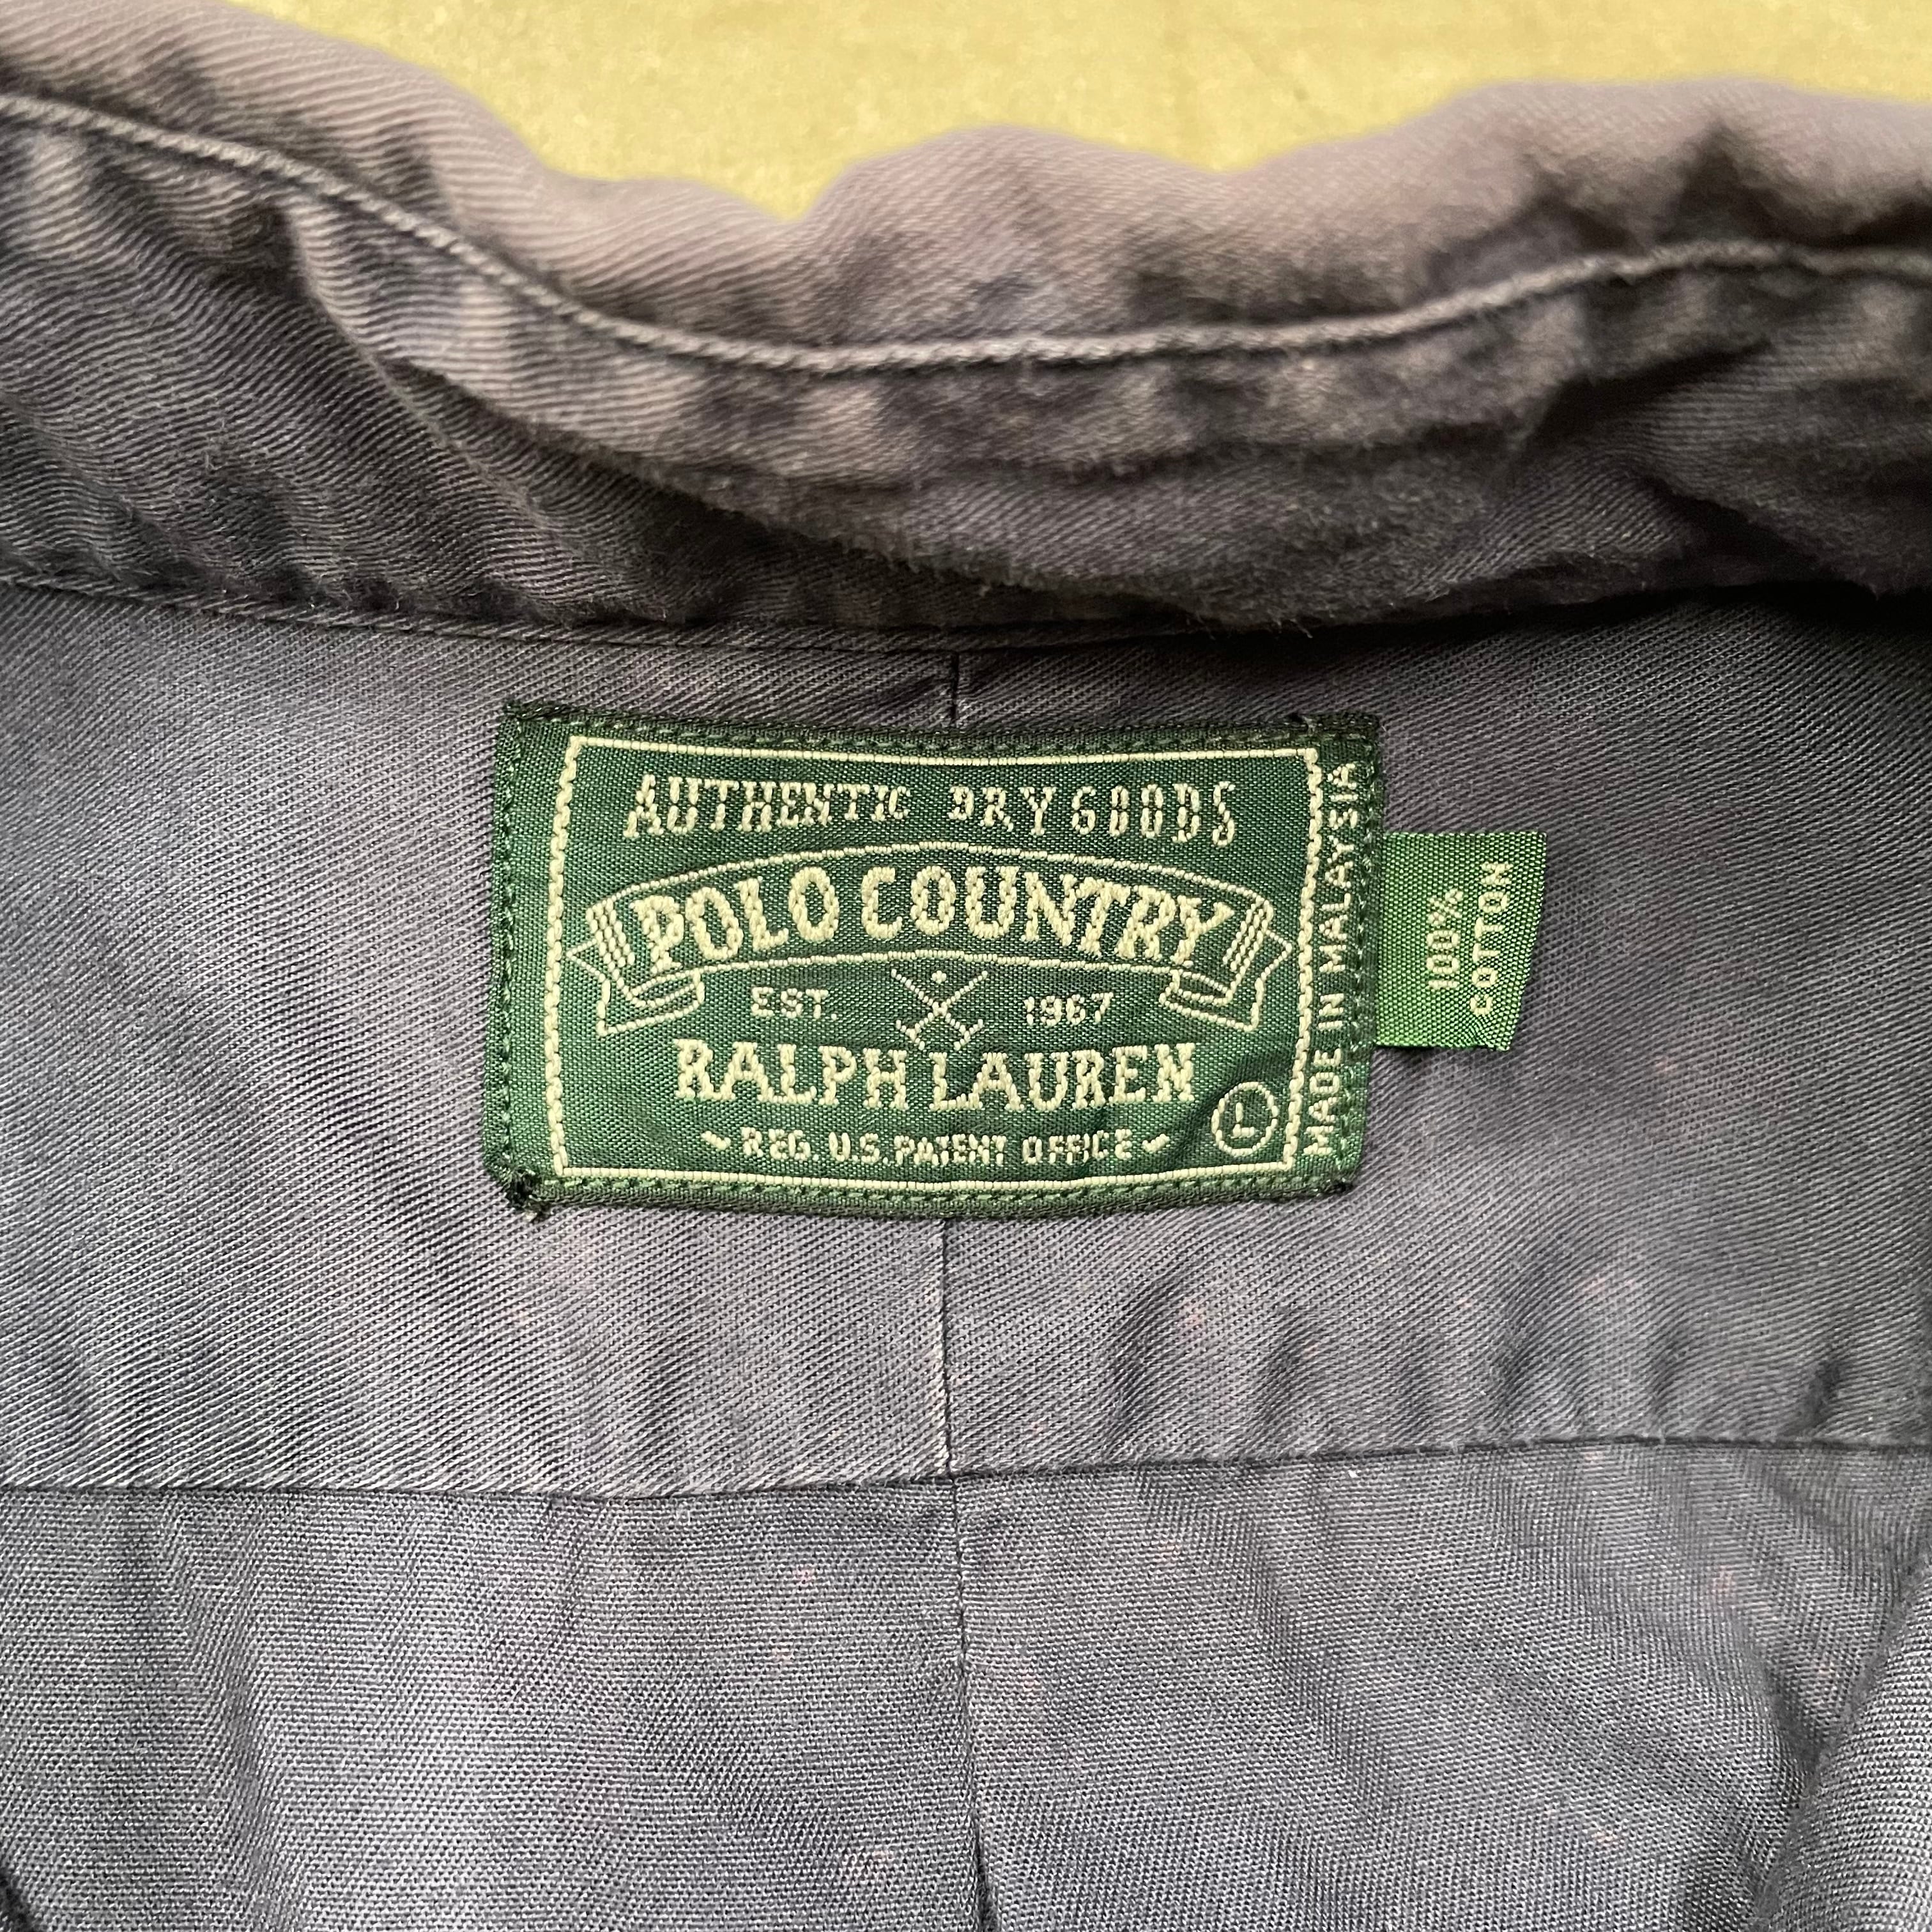 AUTHENTIC DRY GOODS
POLO COUNTRY
EST. 1967
RALPH LAUREN
REG. U.S. PATENT OFFICE
L
MADE IN MALAYSIA
100%
COTTON